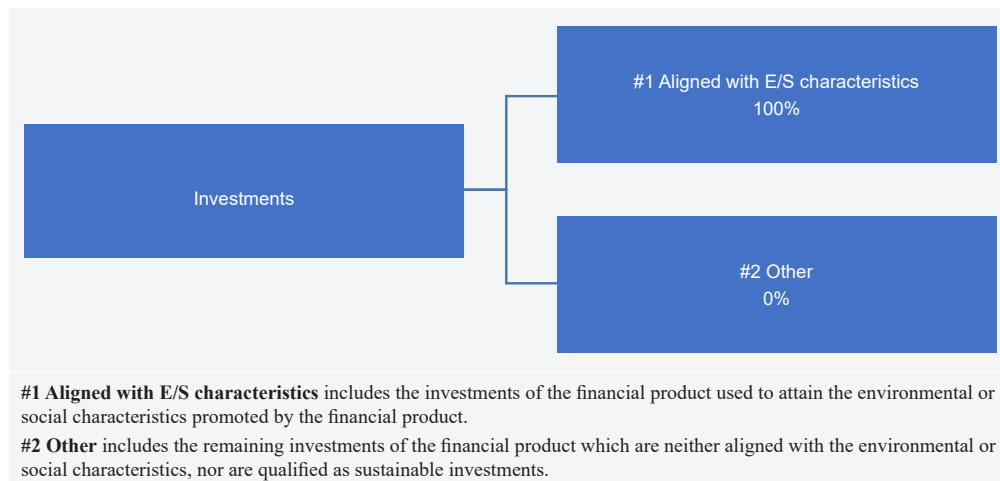 #1 Aligned with E/S characteristics
100%
Investments
#2 Other
0%
#1 Aligned with E/S characteristics includes the investments of the financial product used to attain the environmental or
social characteristics promoted by the financial product.
#2 Other includes the remaining investments of the financial product which are neither aligned with the environmental or
social characteristics, nor are qualified as sustainable investments.